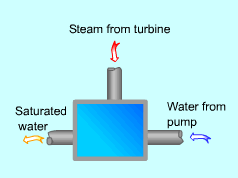 Steam from turbine
Saturated
water
Water from
pump